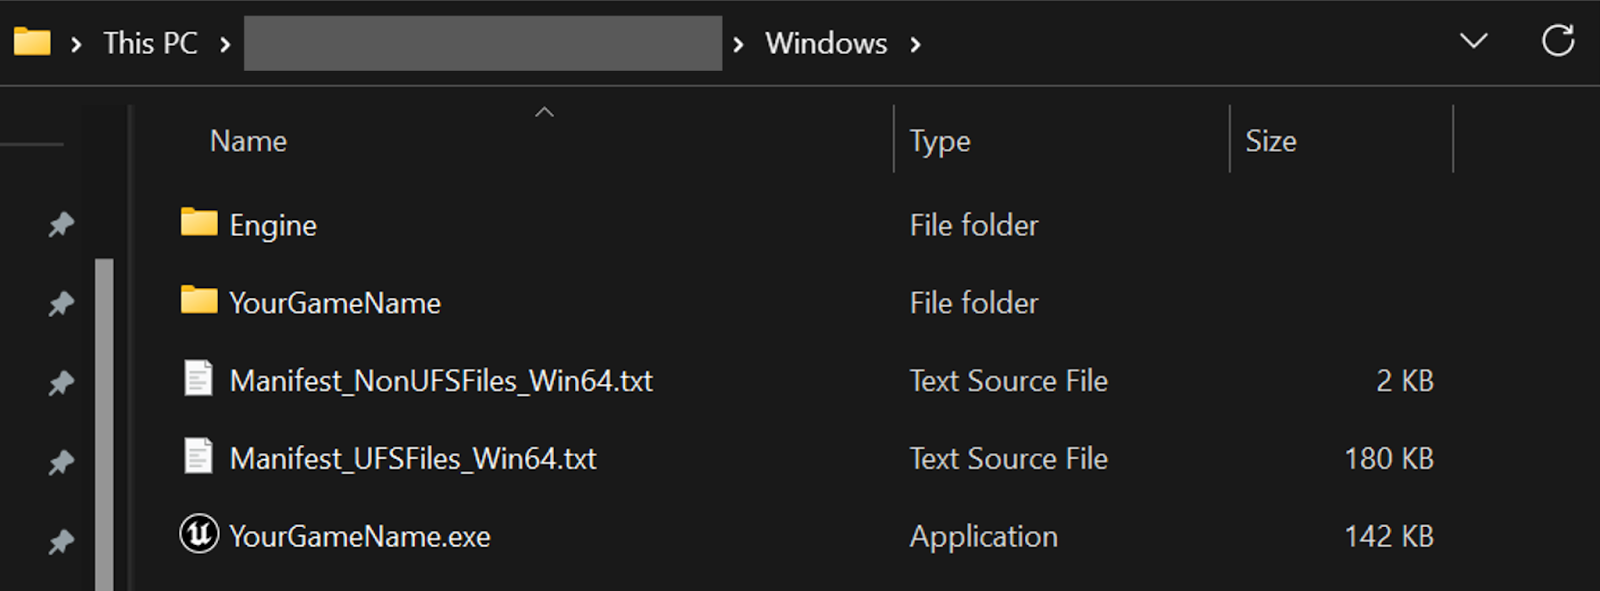 This PC > Windows >
Name Type Size
Engine File folder
YourGameName File folder
Manifest_NonUFSFiles_Win64.txt Text Source File 2 KB
Manifest_UFSFiles_Win64.txt Text Source File 180 KB
YourGameName.exe Application 142 KB